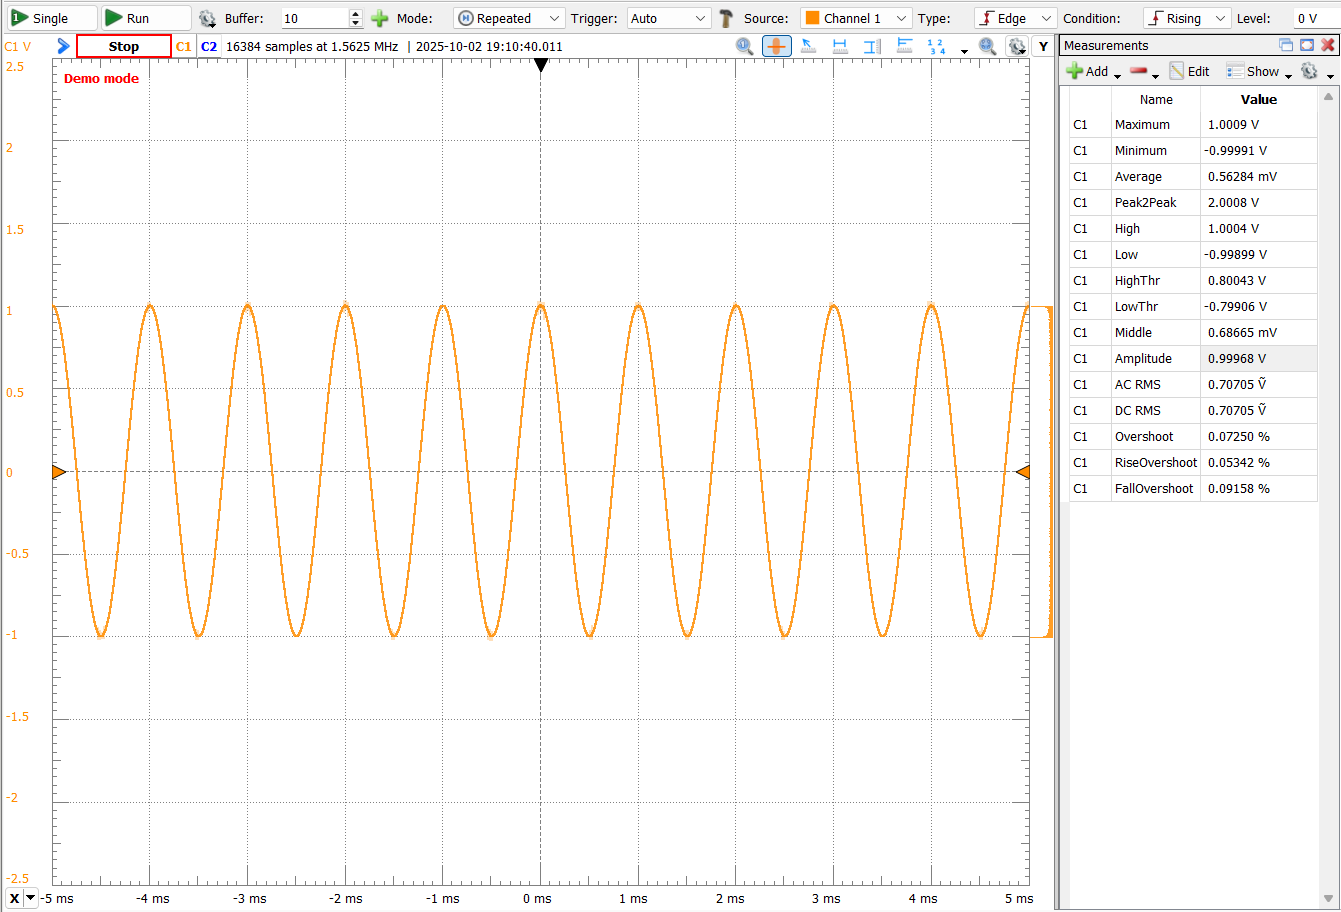 Single Run Buffer: 10 Mode: Repeated Trigger: Auto Source: Channel 1 Type: Edge Condition: Rising Level: 0 V
C1 V Stop C1 C2 16384 samples at 1.5625 MHz | 2025-10-02 19:10:40.011 Y
Demo mode
2.5
2
1.5
1
0.5
0
-0.5
-1
-1.5
-2
-2.5
X -5 ms -4 ms -3 ms -2 ms -1 ms 0 ms 1 ms 2 ms 3 ms 4 ms 5 ms
Measurements
Add Edit Show
Name Value
C1 Maximum 1.0009 V
C1 Minimum -0.99991 V
C1 Average 0.56284 mV
C1 Peak2Peak 2.0008 V
C1 High 1.0004 V
C1 Low -0.99899 V
C1 HighThr 0.80043 V
C1 LowThr -0.79906 V
C1 Middle 0.68665 mV
C1 Amplitude 0.99968 V
C1 AC RMS 0.70705 Ṽ
C1 DC RMS 0.70705 Ṽ
C1 Overshoot 0.07250 %
C1 RiseOvershoot 0.05342 %
C1 FallOvershoot 0.09158 %